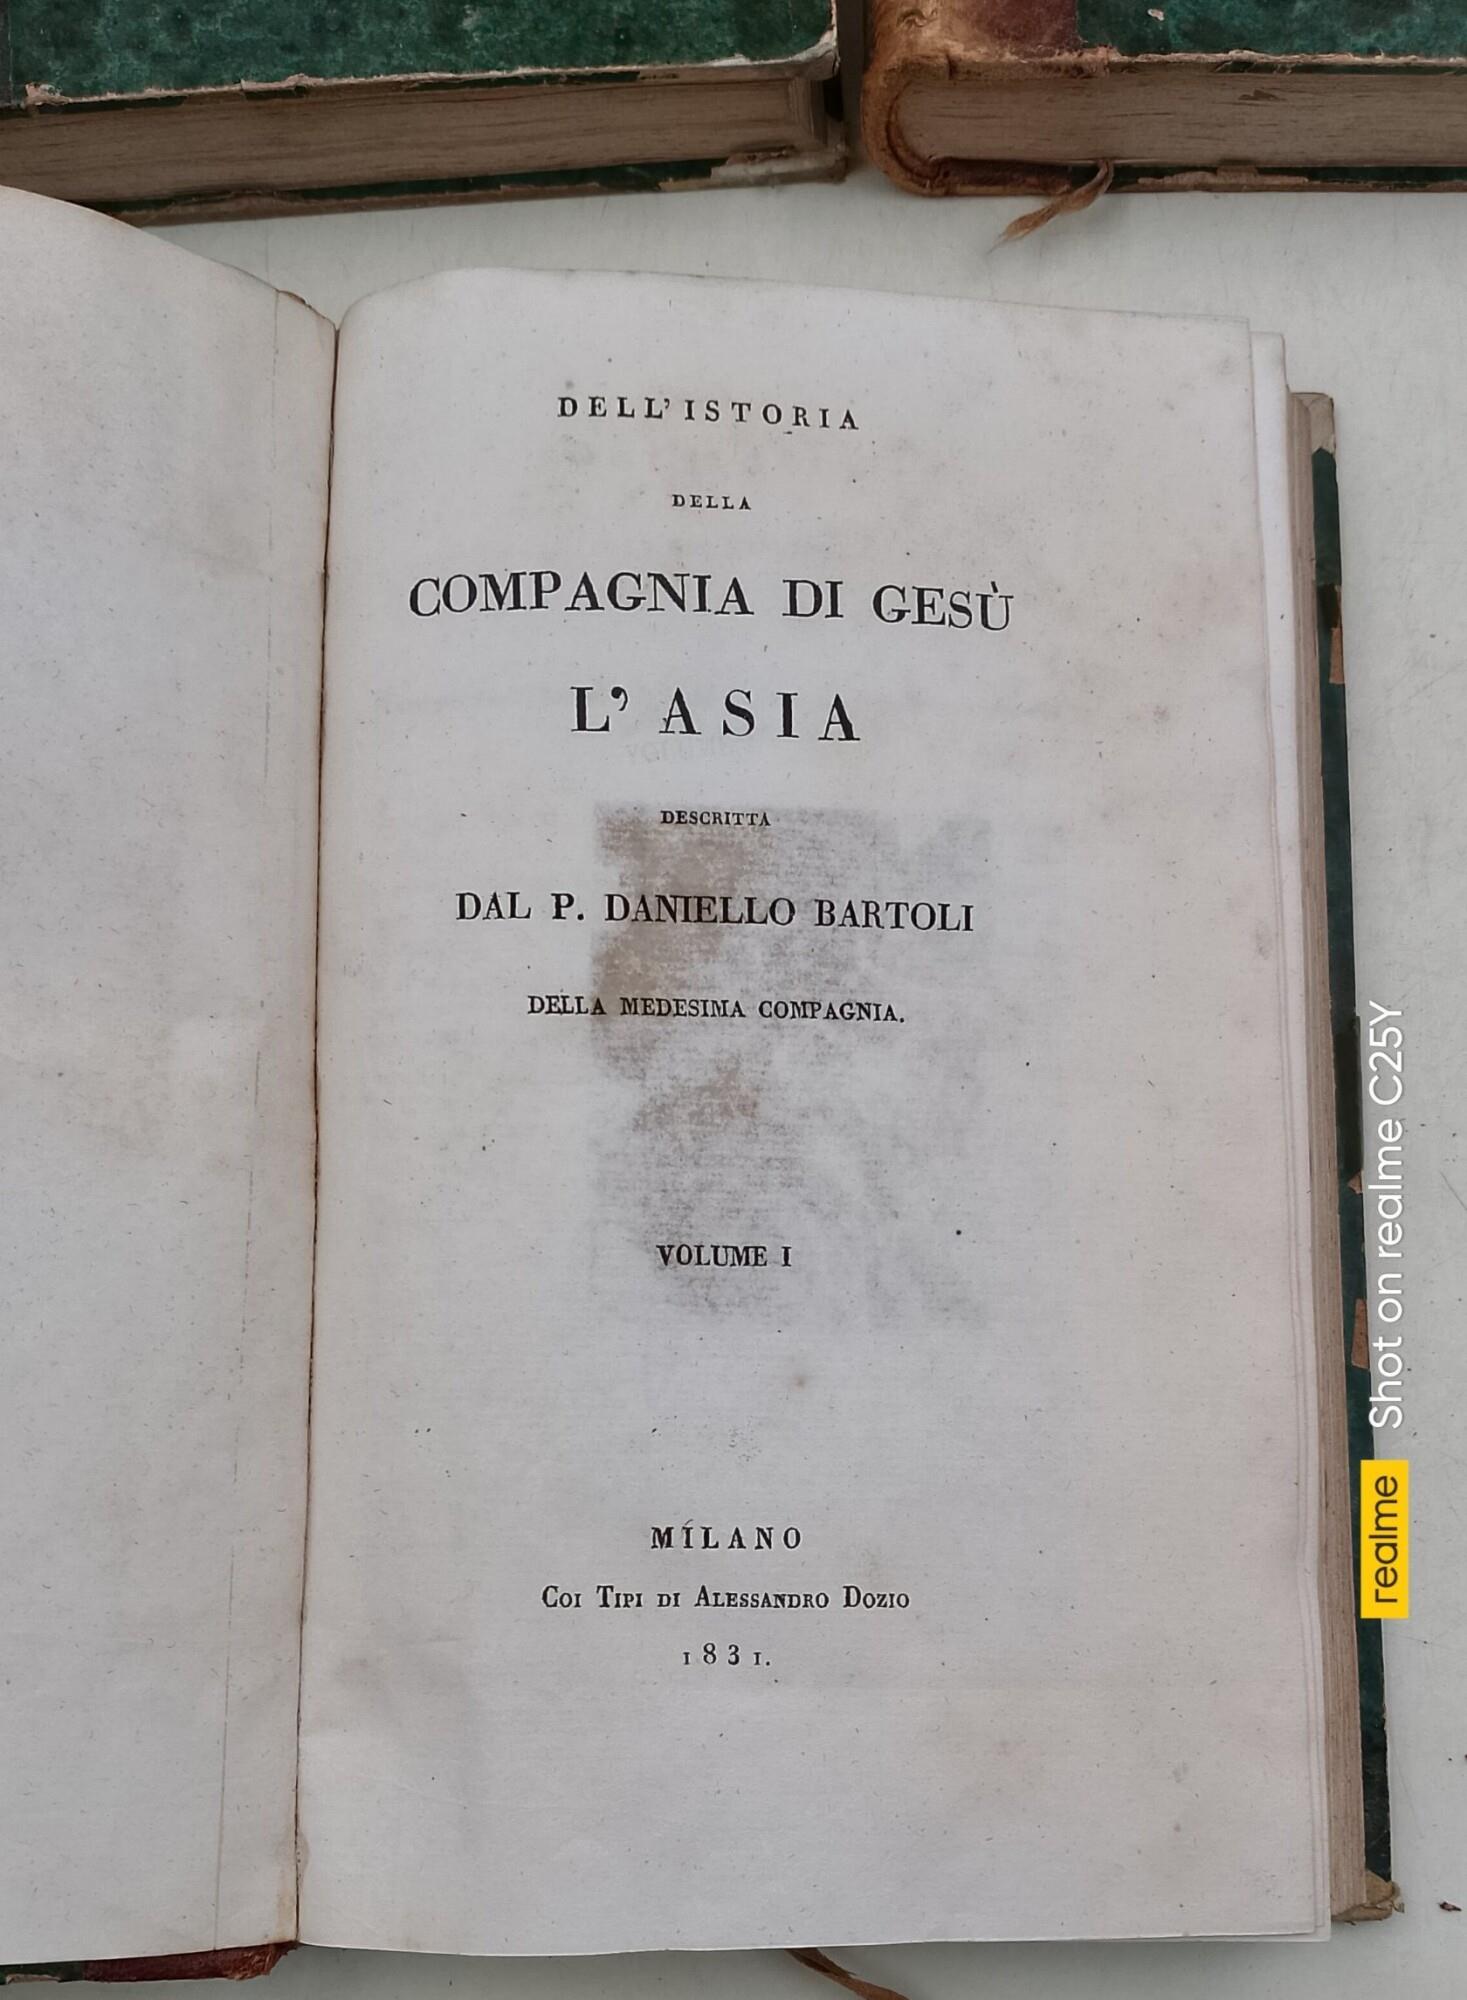 DELL' ISTORIA
DELLA
COMPAGNIA DI GESÙ
L' ASIA
DESCRITTA
DAL P. DANIELLO BARTOLI
DELLA MEDESIMA COMPAGNIA.
VOLUME I
MILANO
COI TIPI DI ALESSANDRO DOZIO
1831.
realme Shot on realme C25Y